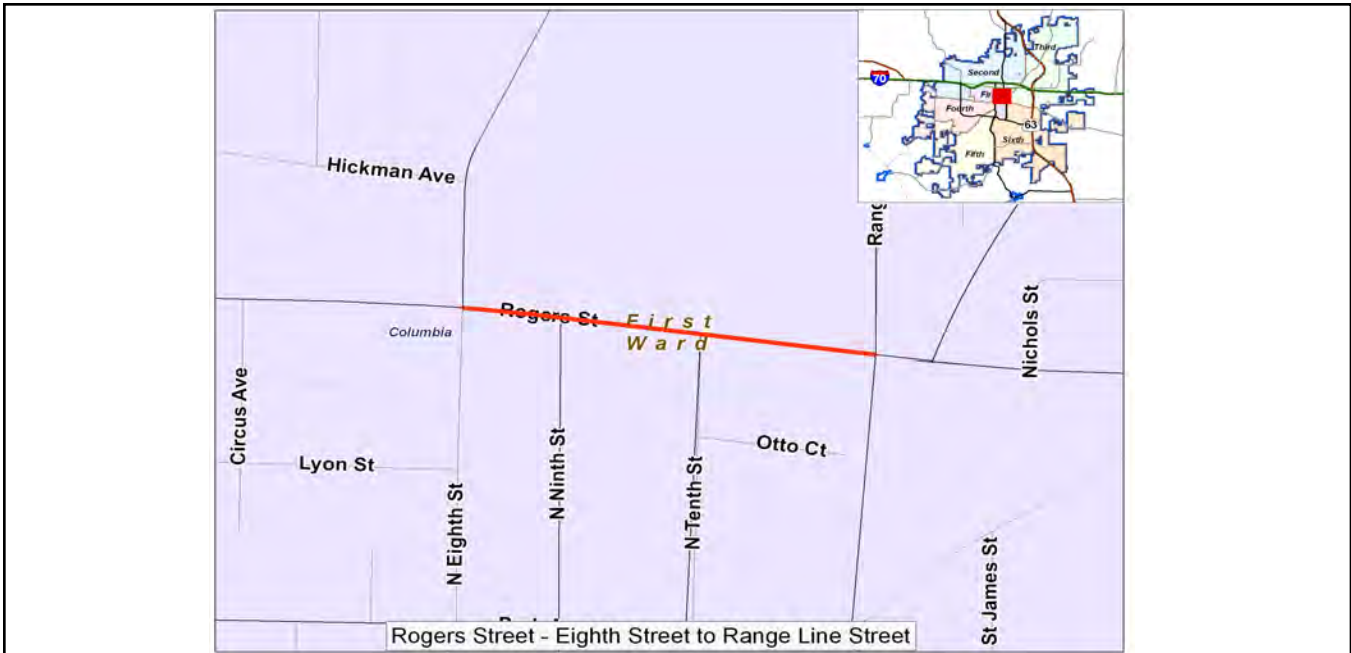 Third
Second
70
Fourth
63
Sixth
Fifth
Hickman Ave
Rogers St
First
Ward
Columbia
Nichols St
Circus Ave
Otto Ct
Lyon St
N Ninth St
N Tenth St
N Eighth St
St James St
Rogers Street - Eighth Street to Range Line Street